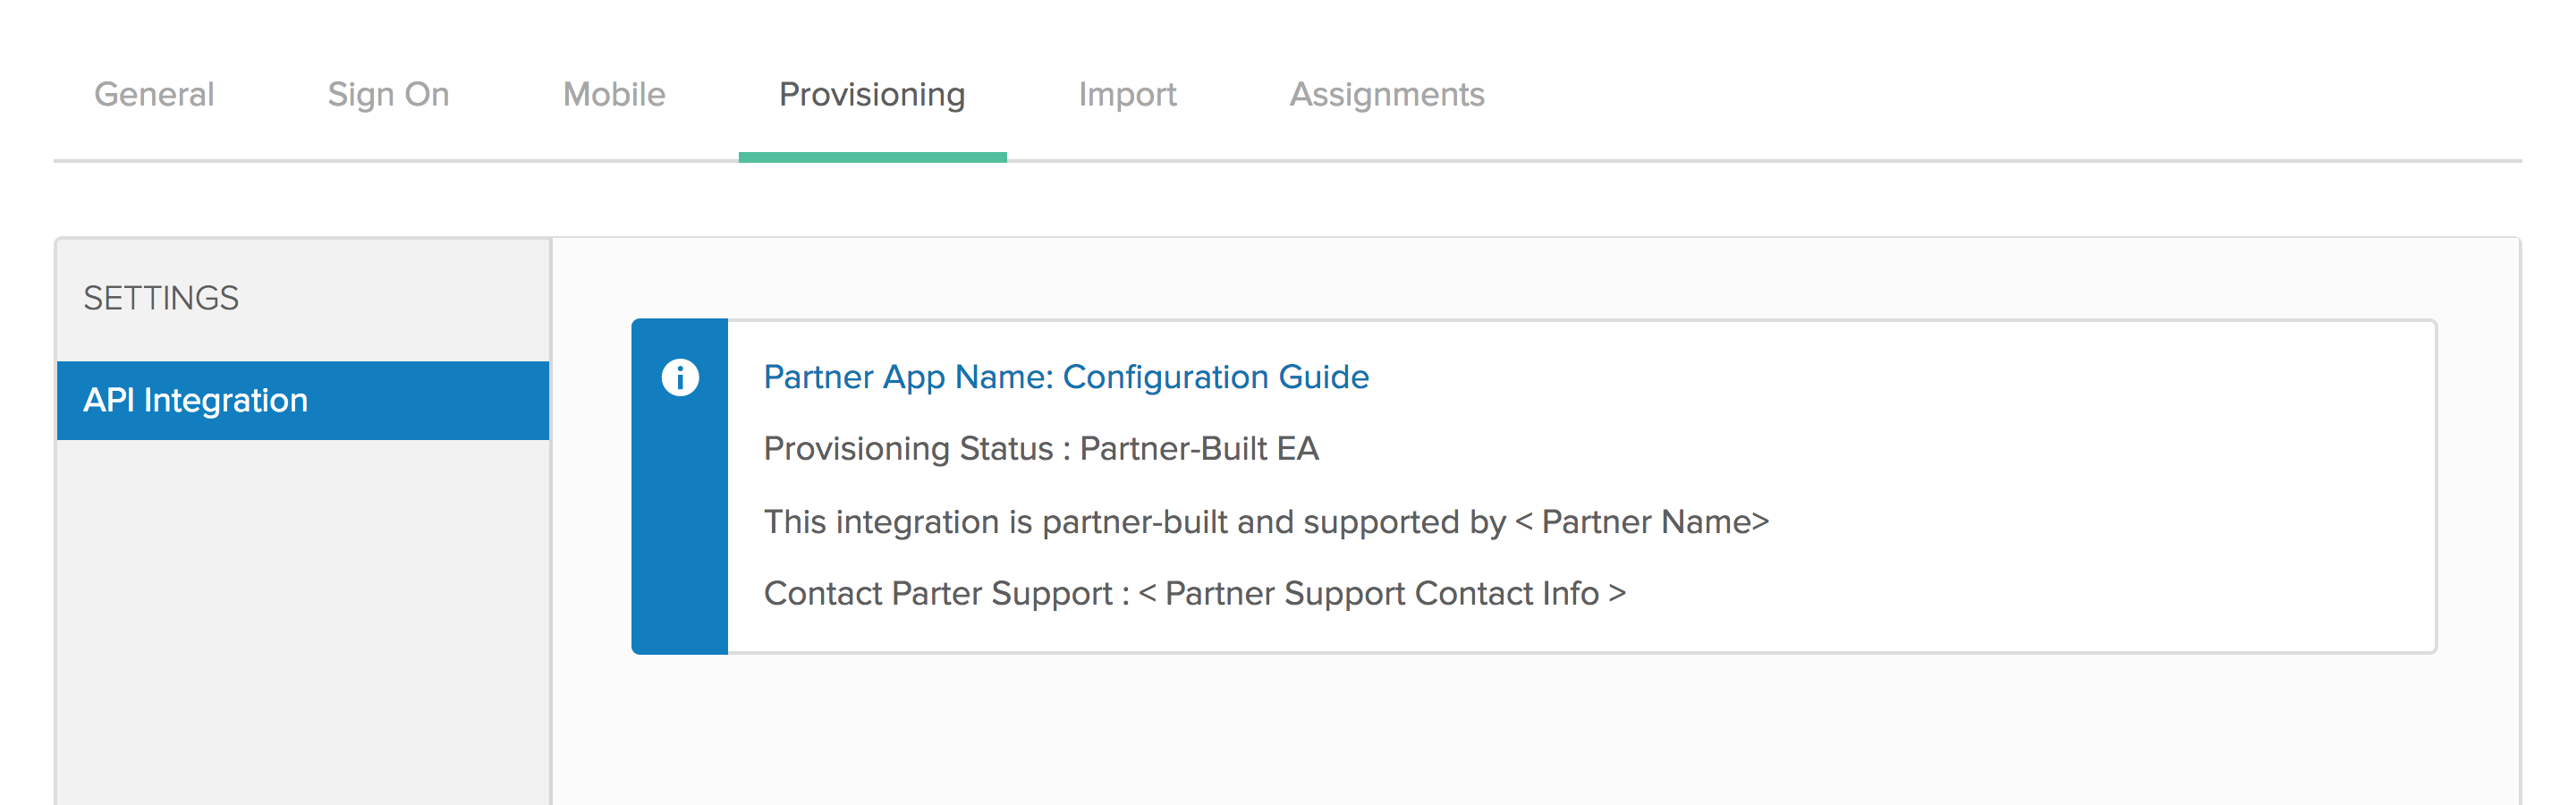 General Sign On Mobile Provisioning Import Assignments
SETTINGS
API Integration
Partner App Name: Configuration Guide
Provisioning Status : Partner-Built EA
This integration is partner-built and supported by < Partner Name>
Contact Parter Support : < Partner Support Contact Info >